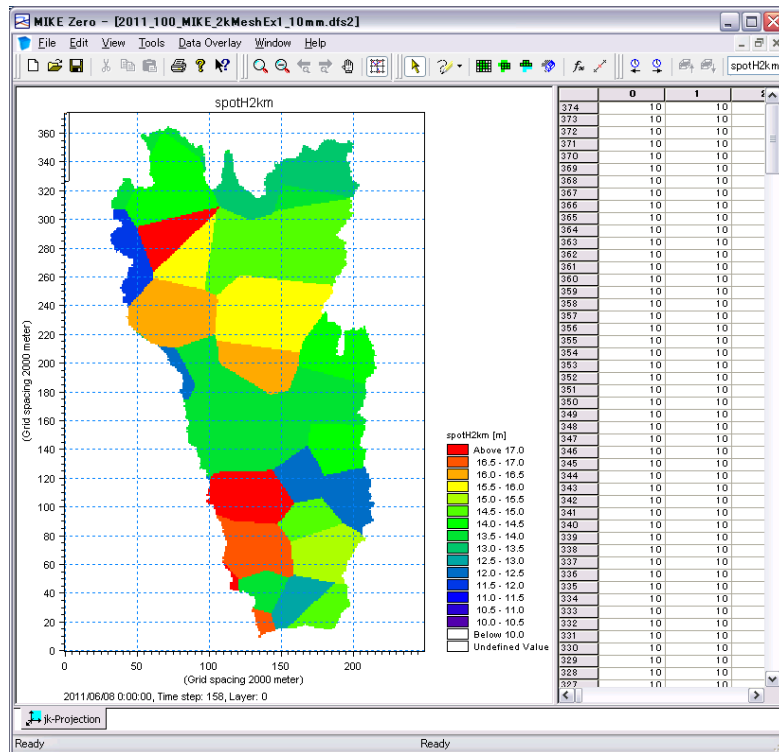 MIKE Zero - [2011_100_MIKE_2kMeshEx1_10mm.dfs2]
File Edit View Tools Data Overlay Window Help
spotH2km
spotH2km
360
340
320
300
280
260
240
220
200
180
160
140
120
100
80
60
40
20
0
(Grid spacing 2000 meter)
(Grid spacing 2000 meter)
0 50 100 150 200
(Grid spacing 2000 meter)
2011/06/08 0:00:00, Time step: 158, Layer: 0
spotH2km [m]
Above 17.0
16.5 - 17.0
16.0 - 16.5
15.5 - 16.0
15.0 - 15.5
14.5 - 15.0
14.0 - 14.5
13.5 - 14.0
13.0 - 13.5
12.5 - 13.0
12.0 - 12.5
11.5 - 12.0
11.0 - 11.5
10.5 - 11.0
10.0 - 10.5
Below 10.0
Undefined Value
0 1
374 10 10
373 10 10
372 10 10
371 10 10
370 10 10
369 10 10
368 10 10
367 10 10
366 10 10
365 10 10
364 10 10
363 10 10
362 10 10
361 10 10
360 10 10
359 10 10
358 10 10
357 10 10
356 10 10
355 10 10
354 10 10
353 10 10
352 10 10
351 10 10
350 10 10
349 10 10
348 10 10
347 10 10
346 10 10
345 10 10
344 10 10
343 10 10
342 10 10
341 10 10
340 10 10
339 10 10
338 10 10
337 10 10
336 10 10
335 10 10
334 10 10
333 10 10
332 10 10
331 10 10
330 10 10
329 10 10
328 10 10
327 10 10
jk-Projection
Ready Ready